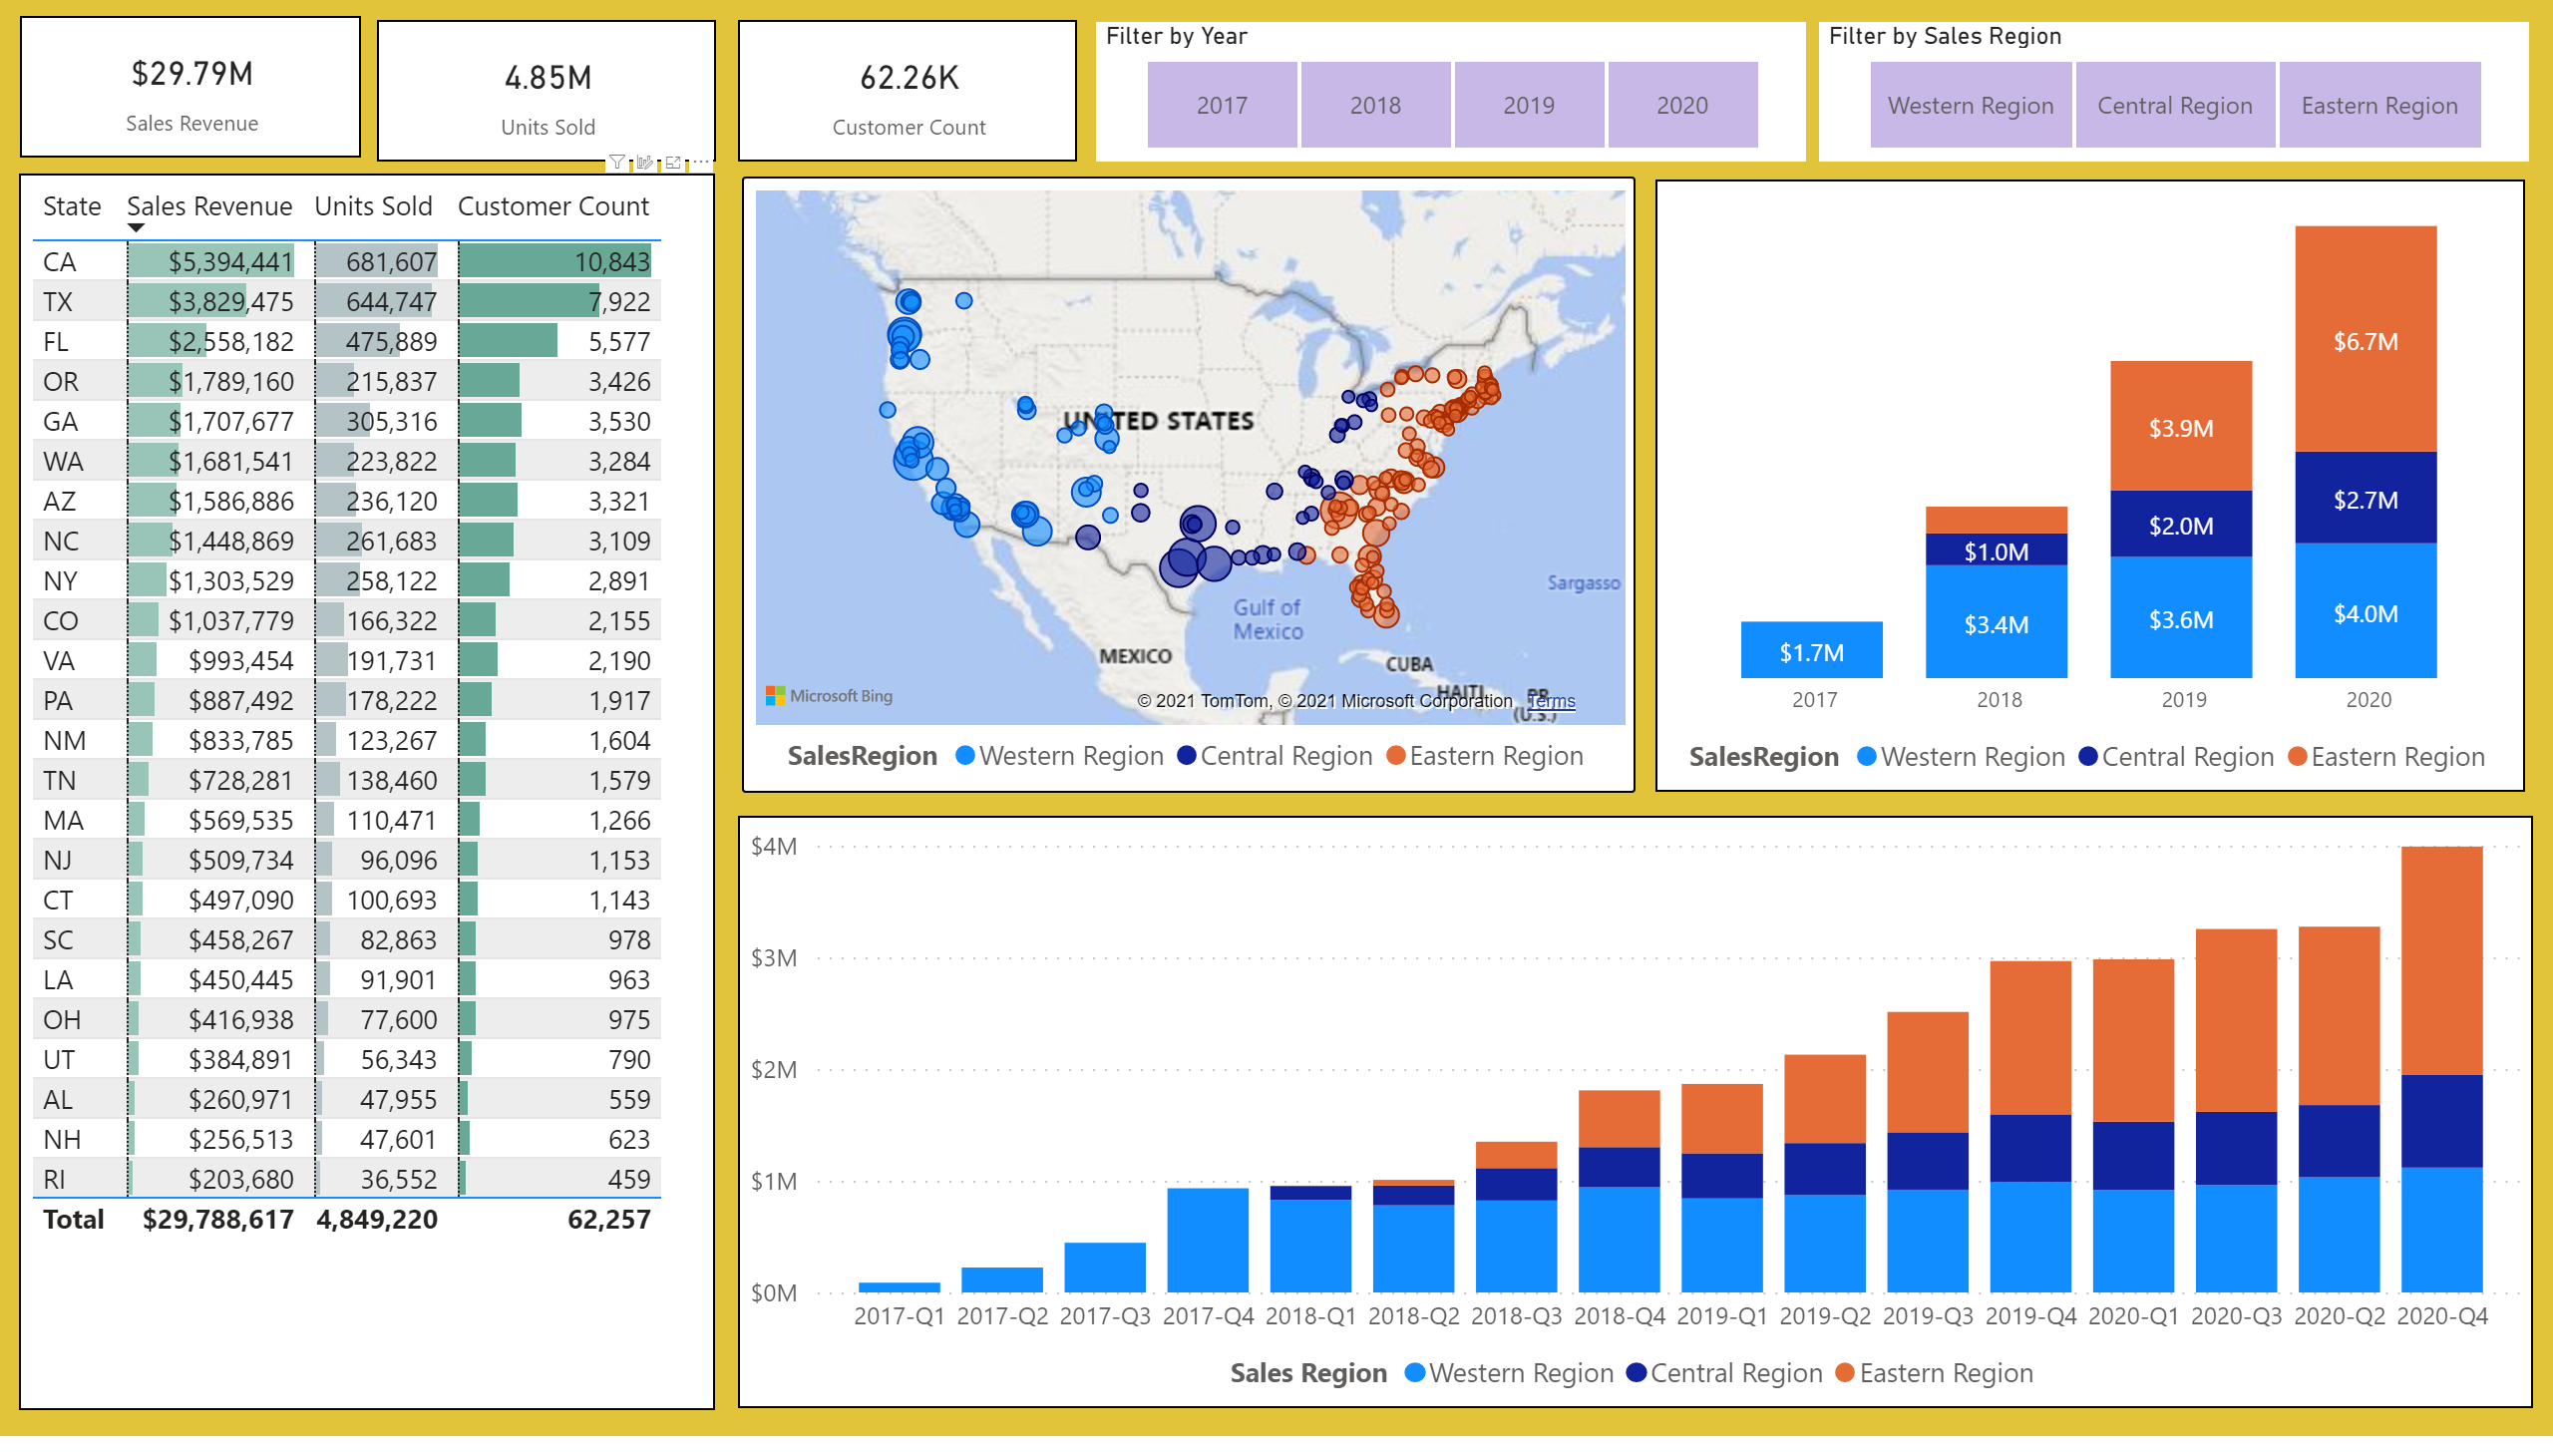 $29.79M
Sales Revenue
4.85M
Units Sold
62.26K
Customer Count
Filter by Year
2017 2018 2019 2020
Filter by Sales Region
Western Region Central Region Eastern Region
State Sales Revenue Units Sold Customer Count
CA $5,394,441 681,607 10,843
TX $3,829,475 644,747 7,922
FL $2,558,182 475,889 5,577
OR $1,789,160 215,837 3,426
GA $1,707,677 305,316 3,530
WA $1,681,541 223,822 3,284
AZ $1,586,886 236,120 3,321
NC $1,448,869 261,683 3,109
NY $1,303,529 258,122 2,891
CO $1,037,779 166,322 2,155
VA $993,454 191,731 2,190
PA $887,492 178,222 1,917
NM $833,785 123,267 1,604
TN $728,281 138,460 1,579
MA $569,535 110,471 1,266
NJ $509,734 96,096 1,153
CT $497,090 100,693 1,143
SC $458,267 82,863 978
LA $450,445 91,901 963
OH $416,938 77,600 975
UT $384,891 56,343 790
AL $260,971 47,955 559
NH $256,513 47,601 623
RI $203,680 36,552 459
Total $29,788,617 4,849,220 62,257
UNITED STATES
Sargasso
Gulf of
Mexico
MEXICO
CUBA
HAITI
PR
(U.S.)
Microsoft Bing
© 2021 TomTom, © 2021 Microsoft Corporation Terms
SalesRegion Western Region Central Region Eastern Region
$6.7M
$3.9M
$2.7M
$2.0M
$1.0M
$4.0M
$3.6M
$3.4M
$1.7M
2017 2018 2019 2020
SalesRegion Western Region Central Region Eastern Region
$4M
$3M
$2M
$1M
$0M
2017-Q1 2017-Q2 2017-Q3 2017-Q4 2018-Q1 2018-Q2 2018-Q3 2018-Q4 2019-Q1 2019-Q2 2019-Q3 2019-Q4 2020-Q1 2020-Q3 2020-Q2 2020-Q4
Sales Region Western Region Central Region Eastern Region